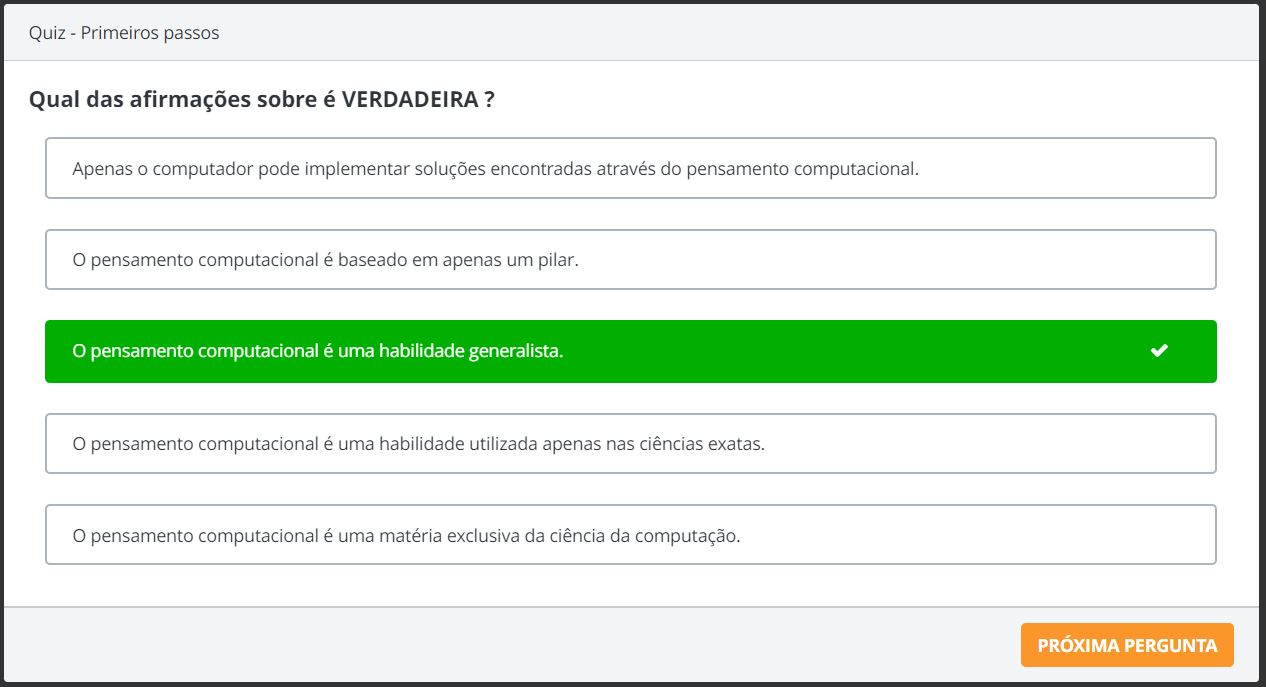 Quiz - Primeiros passos
Qual das afirmações sobre é VERDADEIRA ?
Apenas o computador pode implementar soluções encontradas através do pensamento computacional.
O pensamento computacional é baseado em apenas um pilar.
O pensamento computacional é uma habilidade generalista.
O pensamento computacional é uma habilidade utilizada apenas nas ciências exatas.
O pensamento computacional é uma matéria exclusiva da ciência da computação.
PRÓXIMA PERGUNTA